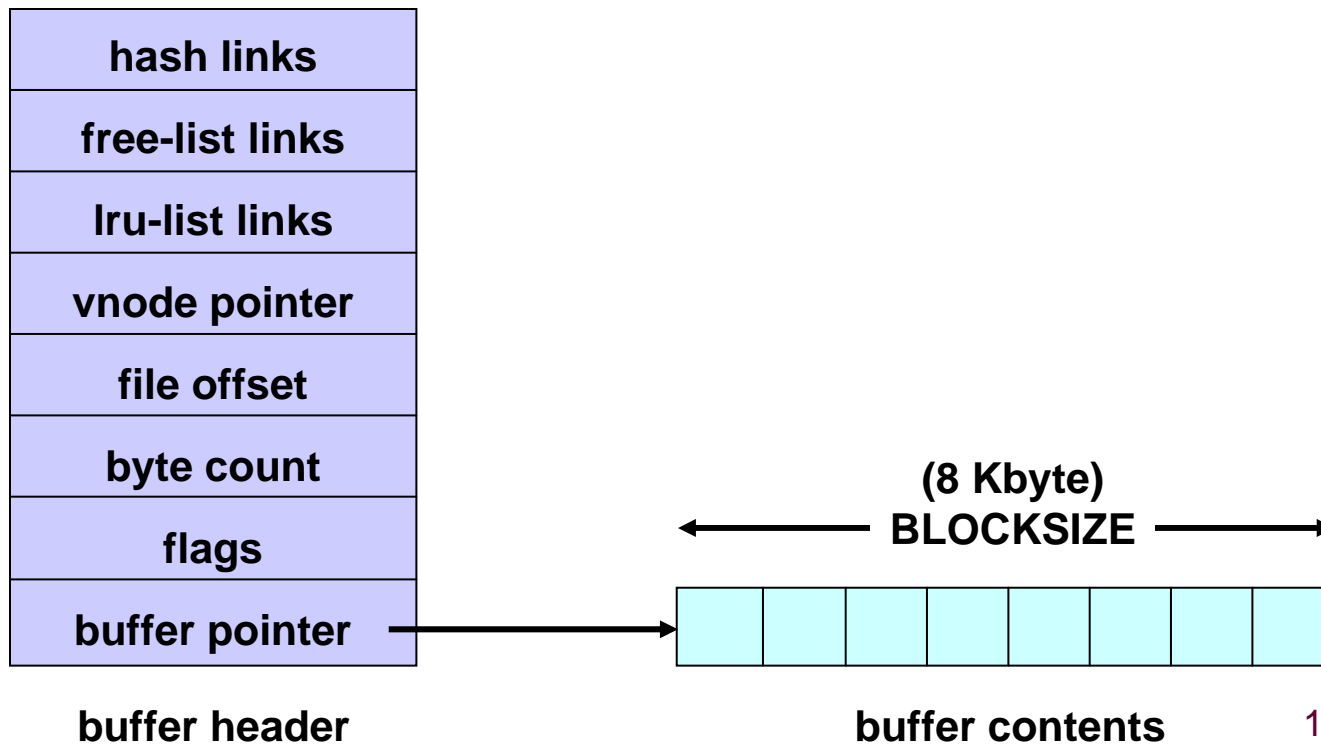 hash links
free-list links
lru-list links
vnode pointer
file offset
byte count
flags
buffer pointer
(8 Kbyte)
BLOCKSIZE
buffer header
buffer contents
1